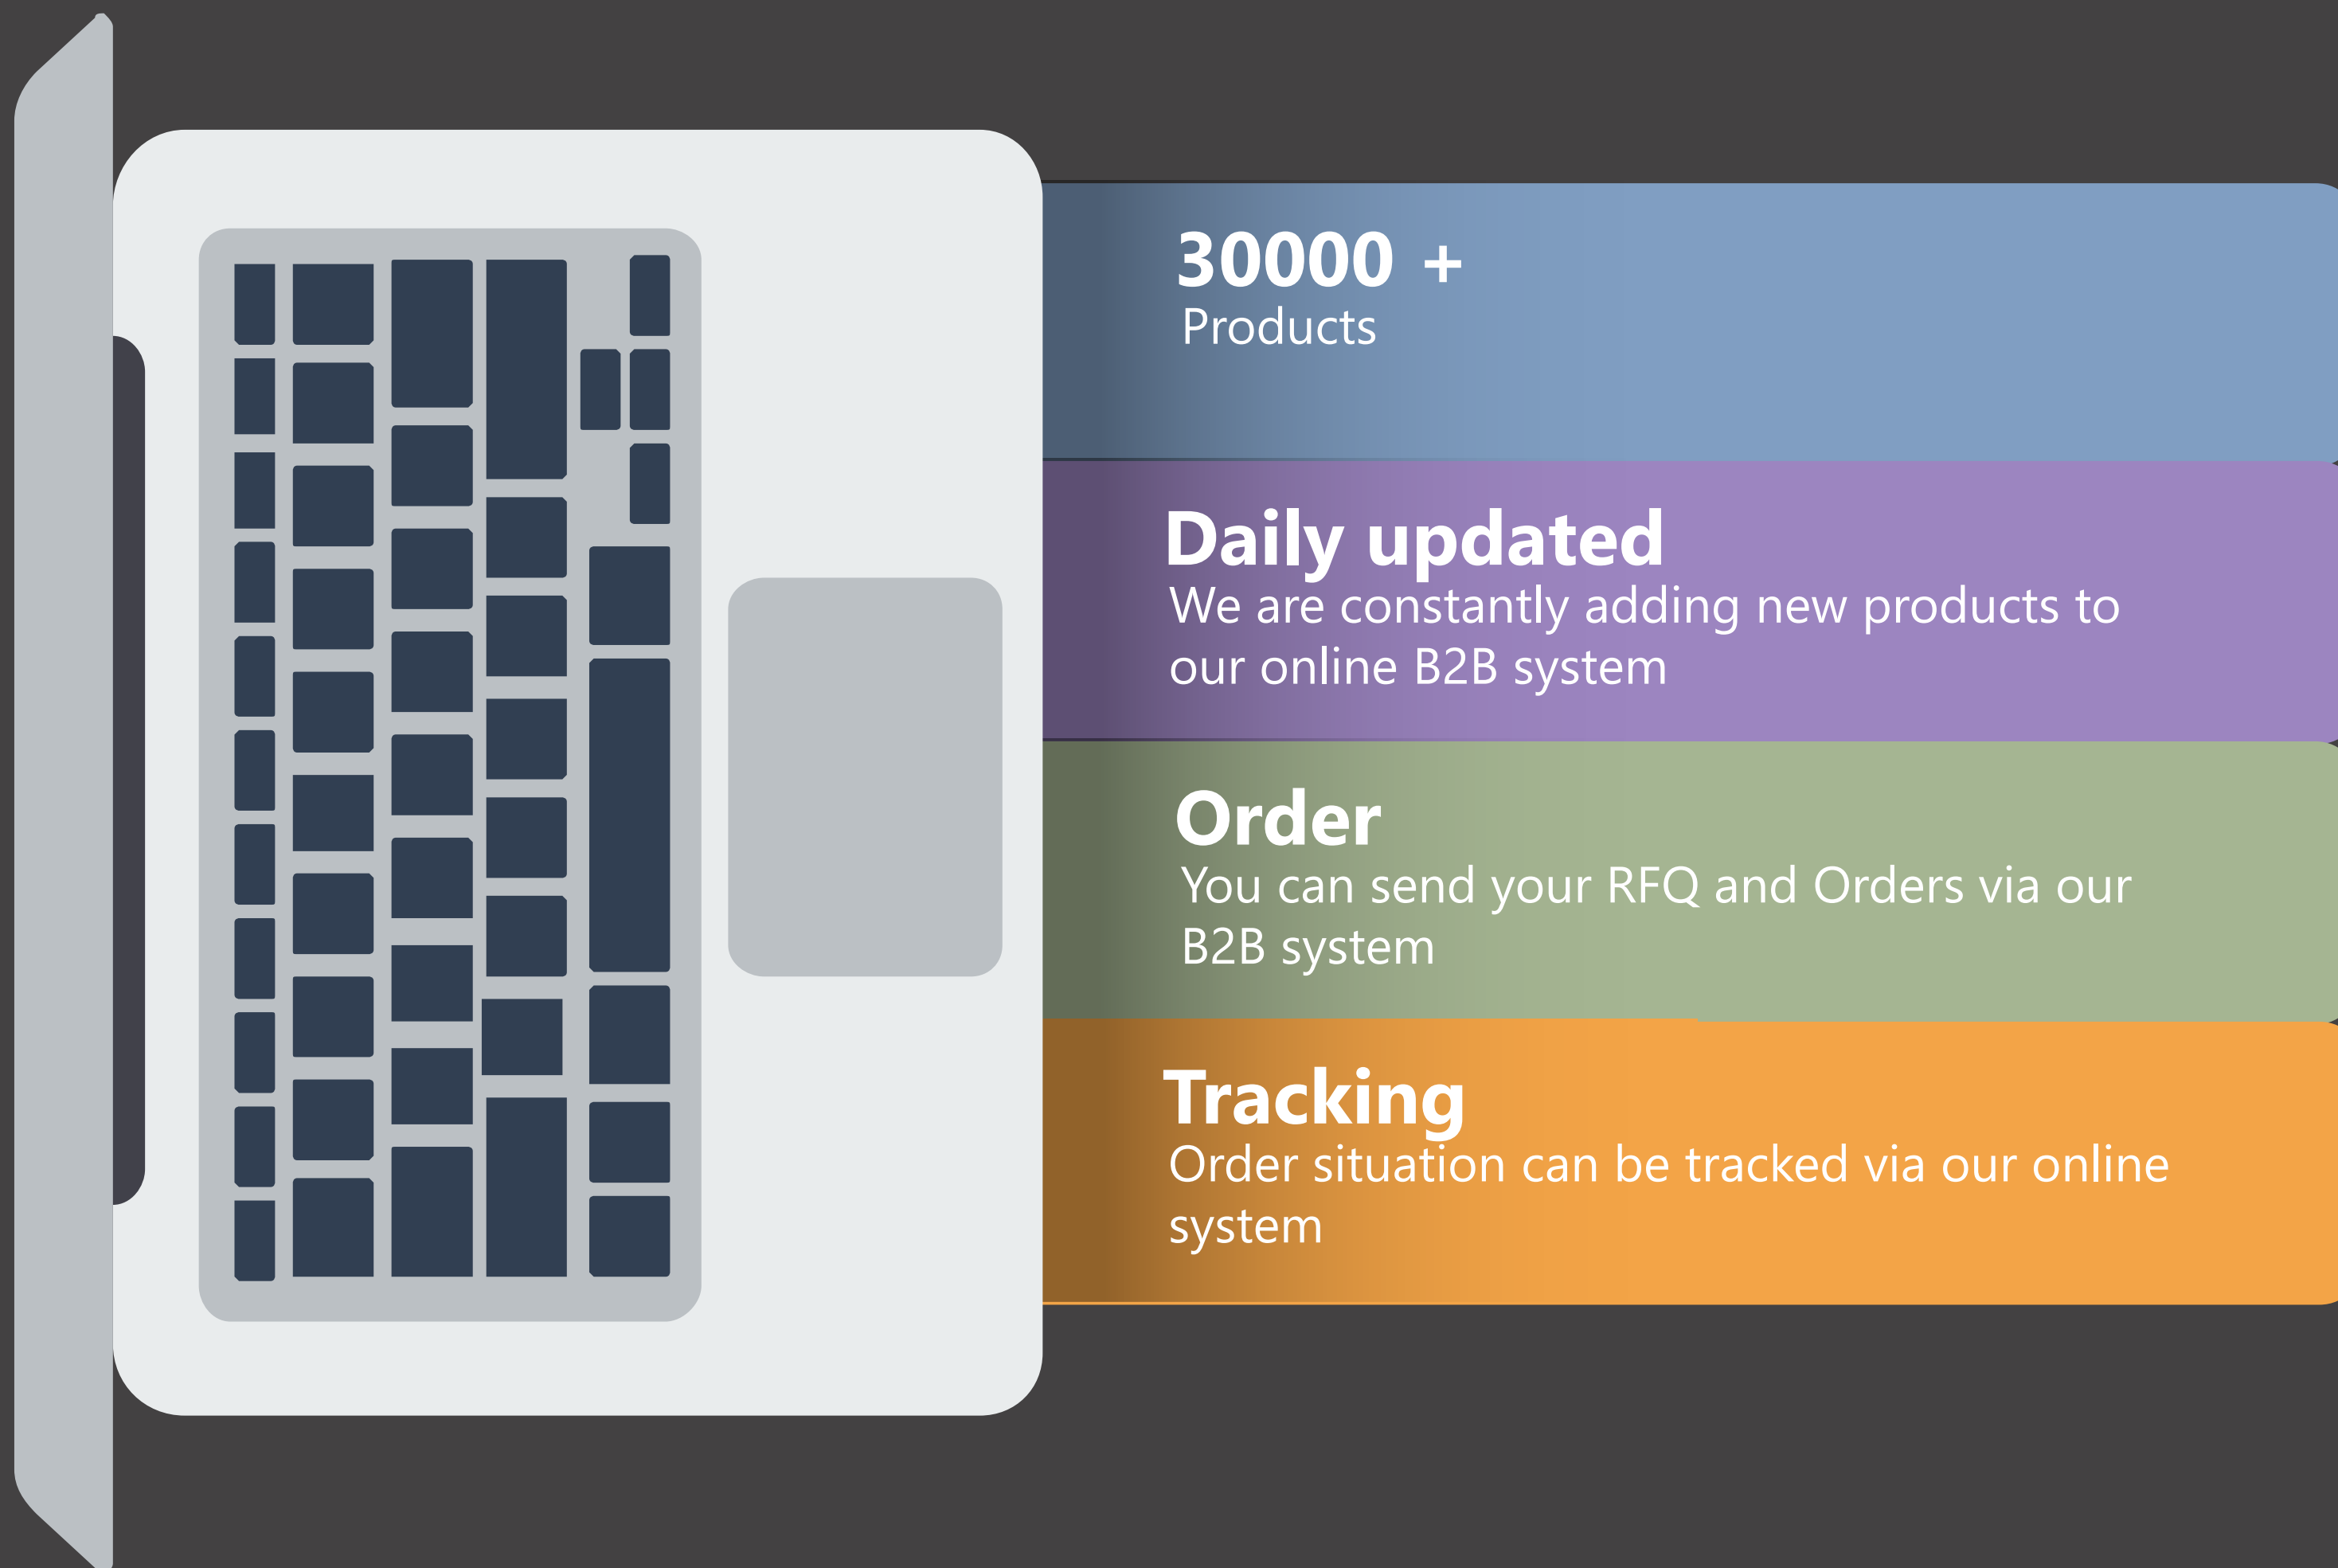 30000 +
Products
Daily updated
We are constantly adding new products to
our online B2B system
Order
You can send your RFQ and Orders via our
B2B system
Tracking
Order situation can be tracked via our online
system